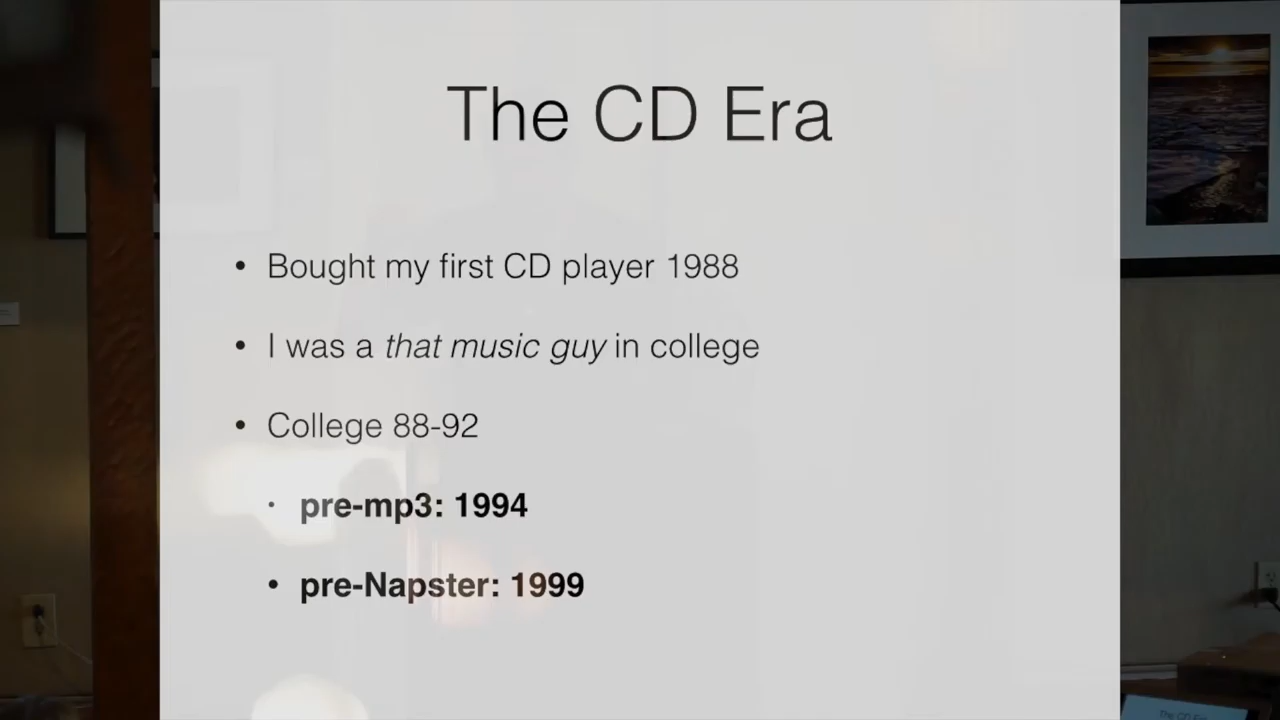 The CD Era
• Bought my first CD player 1988
• I was a that music guy in college
• College 88-92
• pre-mp3: 1994
• pre-Napster: 1999